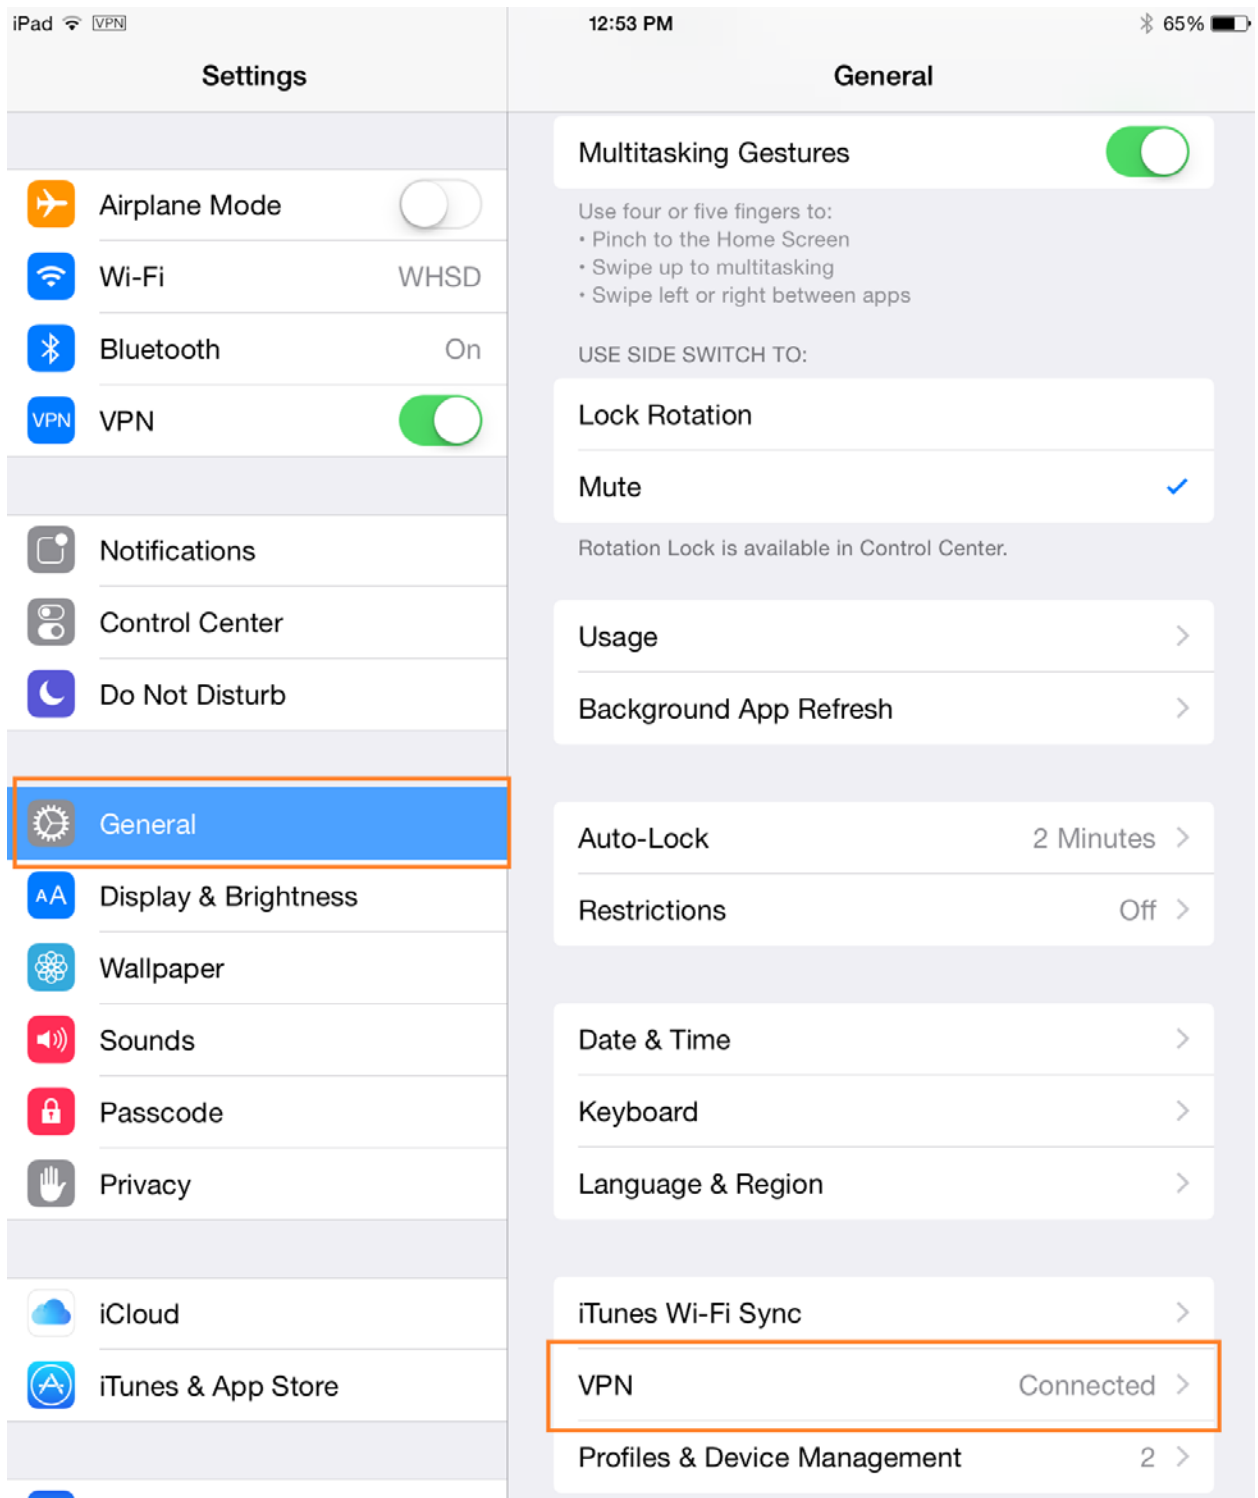 iPad VPN 12:53 PM 65%
Settings
Airplane Mode
Wi-Fi WHSD
Bluetooth On
VPN VPN
Notifications
Control Center
Do Not Disturb
General
AA Display & Brightness
Wallpaper
Sounds
Passcode
Privacy
iCloud
iTunes & App Store
General
Multitasking Gestures
Use four or five fingers to:
• Pinch to the Home Screen
• Swipe up to multitasking
• Swipe left or right between apps
USE SIDE SWITCH TO:
Lock Rotation
Mute
Rotation Lock is available in Control Center.
Usage
Background App Refresh
Auto-Lock 2 Minutes
Restrictions Off
Date & Time
Keyboard
Language & Region
iTunes Wi-Fi Sync
VPN Connected
Profiles & Device Management 2